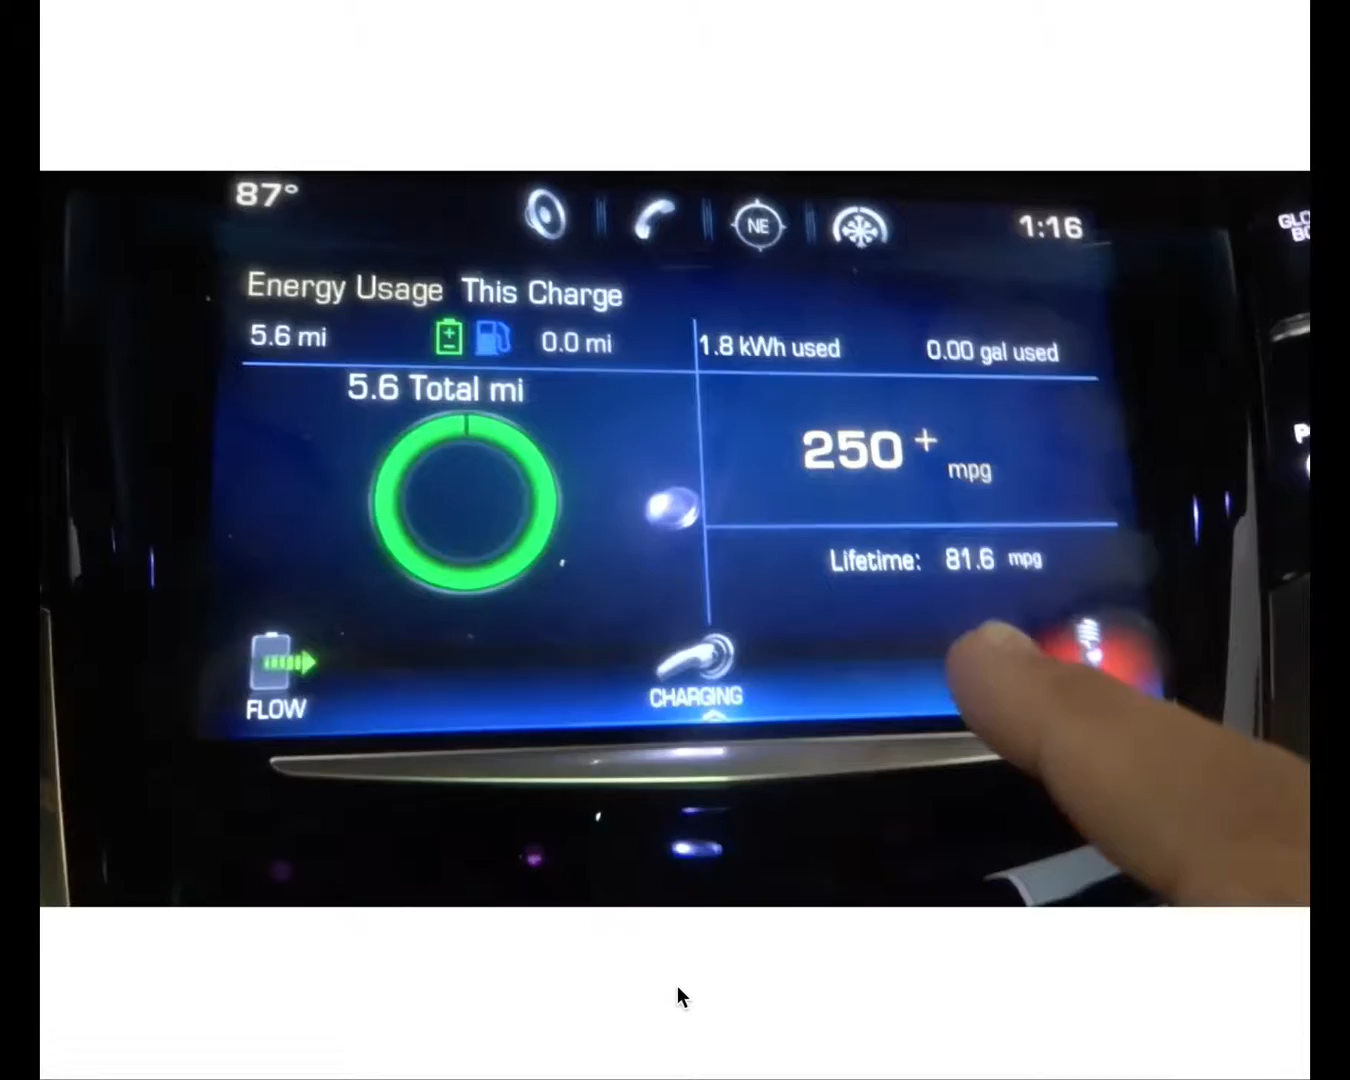 87°
NE
1:16
Energy Usage This Charge
5.6 mi
0.0 mi
1.8 kWh used
0.00 gal used
5.6 Total mi
250 + mpg
Lifetime: 81.6 mpg
FLOW
CHARGING